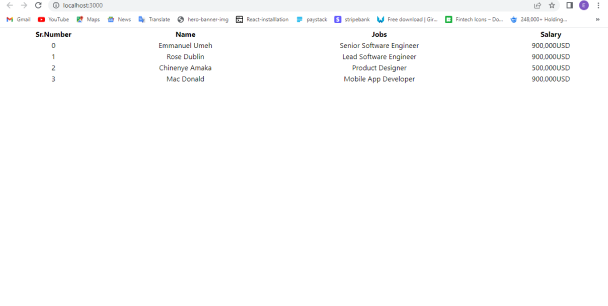 localhost:3000
Gmail YouTube Maps News Translate hero-banner-img React-installlation paystack stripebank Free download | Gr... Fintech Icons – Do... 248,000+ Holding... »
Sr.Number Name Jobs Salary
0 Emmanuel Umeh Senior Software Engineer 900,000USD
1 Rose Dublin Lead Software Engineer 900,000USD
2 Chinenye Amaka Product Designer 500,000USD
3 Mac Donald Mobile App Developer 900,000USD